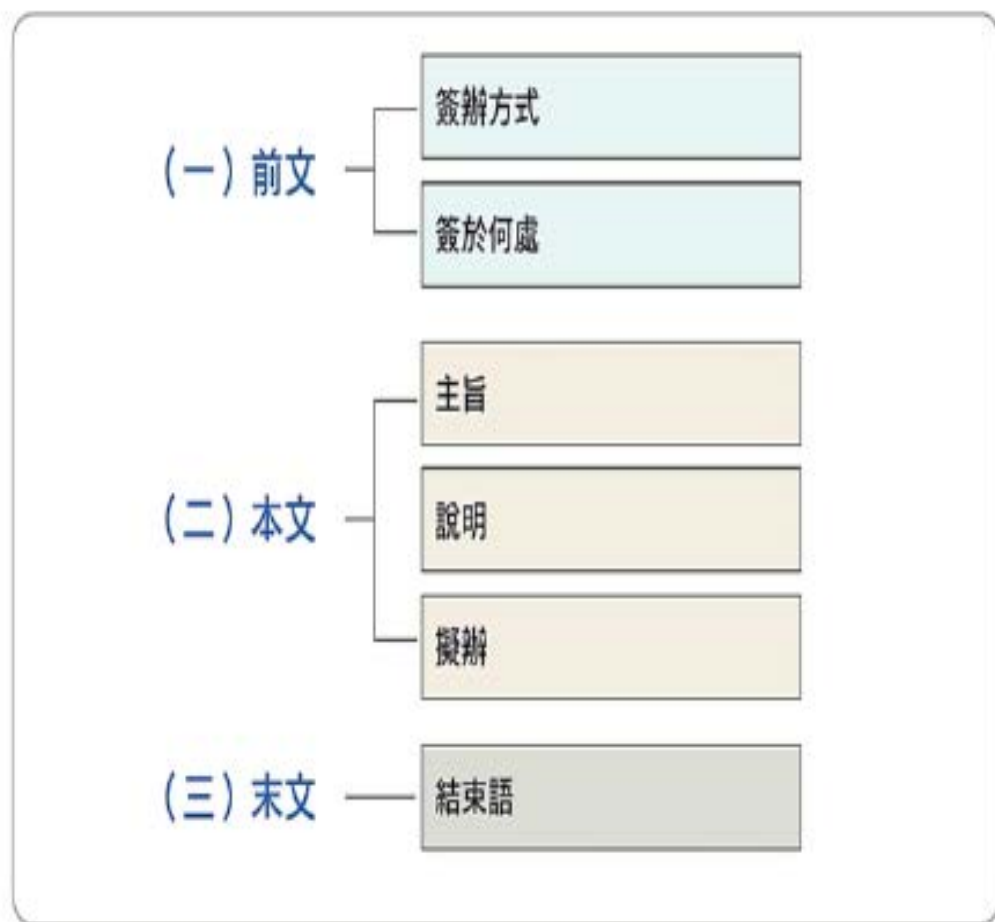 （一）前文
簽辦方式
簽於何處
（二）本文
主旨
說明
擬辦
（三）末文
結束語